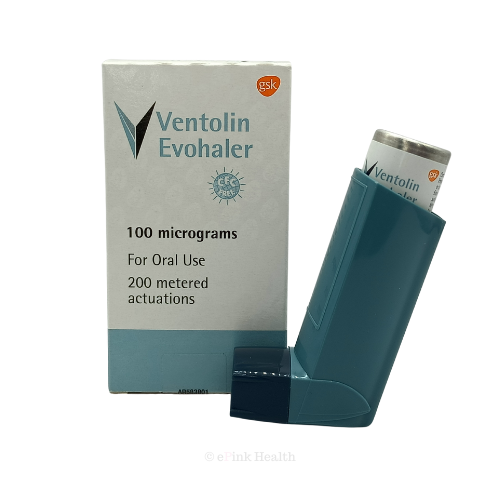 gsk
Ventolin
Evohaler
CFC
FREE
100 micrograms
For Oral Use
200 metered
actuations
gsk
Ventolin
Evohaler
© ePink Health